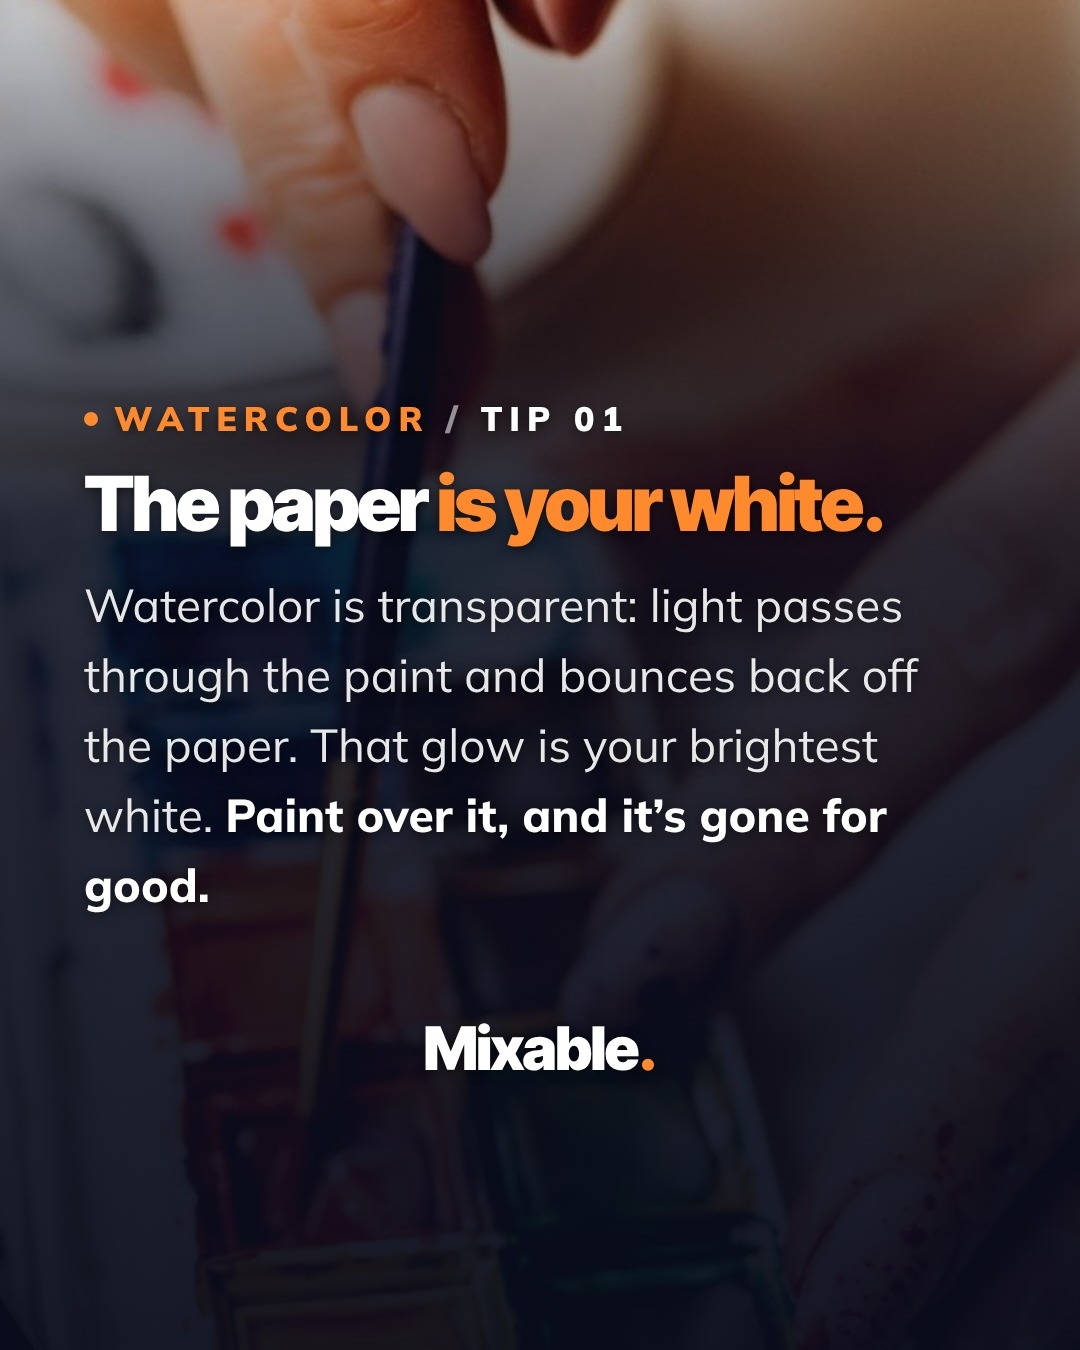 • WATERCOLOR / TIP 01
The paper is your white.
Watercolor is transparent: light passes
through the paint and bounces back off
the paper. That glow is your brightest
white. Paint over it, and it’s gone for
good.
Mixable.